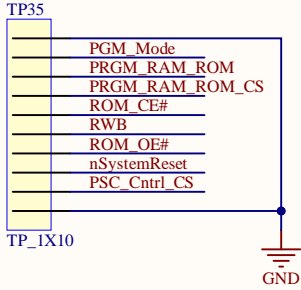 TP35
PGM_Mode
PRGM_RAM_ROM
PRGM_RAM_ROM_CS
ROM_CE#
RWB
ROM_OE#
nSystemReset
PSC_Cntrl_CS
TP_1X10
GND